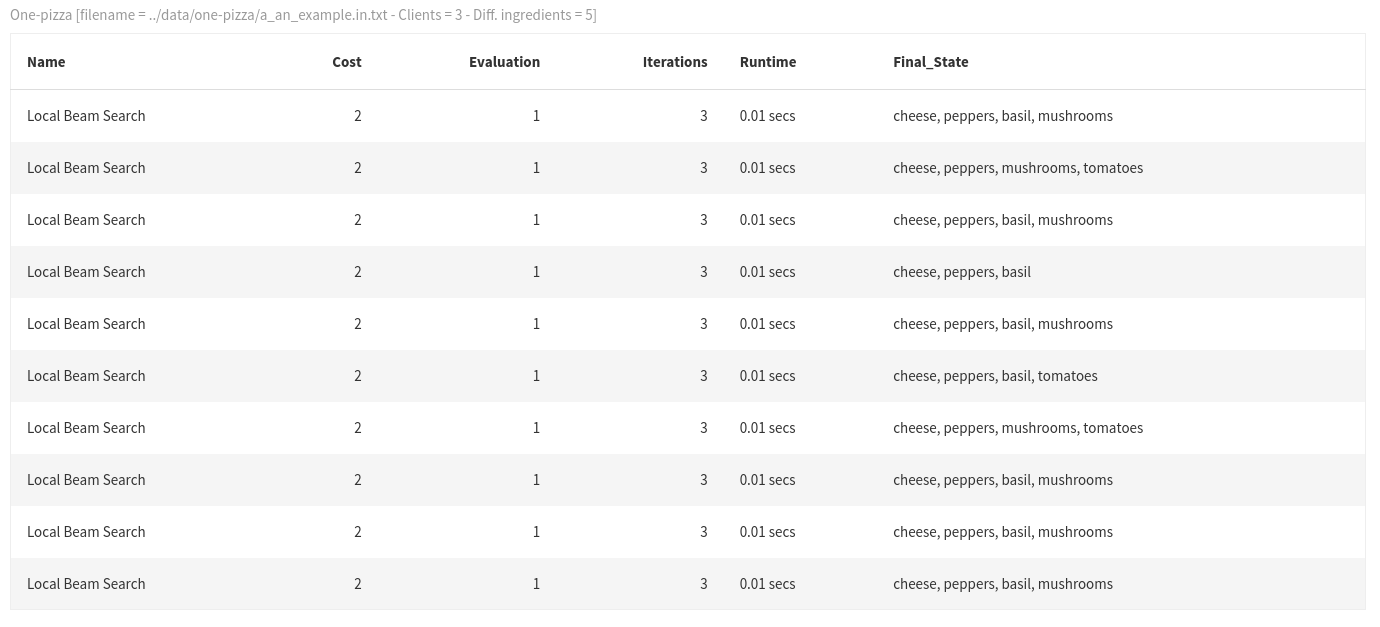 One-pizza [filename = ../data/one-pizza/a_an_example.in.txt - Clients = 3 - Diff. ingredients = 5]
Name Cost Evaluation Iterations Runtime Final_State
Local Beam Search 2 1 3 0.01 secs cheese, peppers, basil, mushrooms
Local Beam Search 2 1 3 0.01 secs cheese, peppers, mushrooms, tomatoes
Local Beam Search 2 1 3 0.01 secs cheese, peppers, basil, mushrooms
Local Beam Search 2 1 3 0.01 secs cheese, peppers, basil
Local Beam Search 2 1 3 0.01 secs cheese, peppers, basil, mushrooms
Local Beam Search 2 1 3 0.01 secs cheese, peppers, basil, tomatoes
Local Beam Search 2 1 3 0.01 secs cheese, peppers, mushrooms, tomatoes
Local Beam Search 2 1 3 0.01 secs cheese, peppers, basil, mushrooms
Local Beam Search 2 1 3 0.01 secs cheese, peppers, basil, mushrooms
Local Beam Search 2 1 3 0.01 secs cheese, peppers, basil, mushrooms